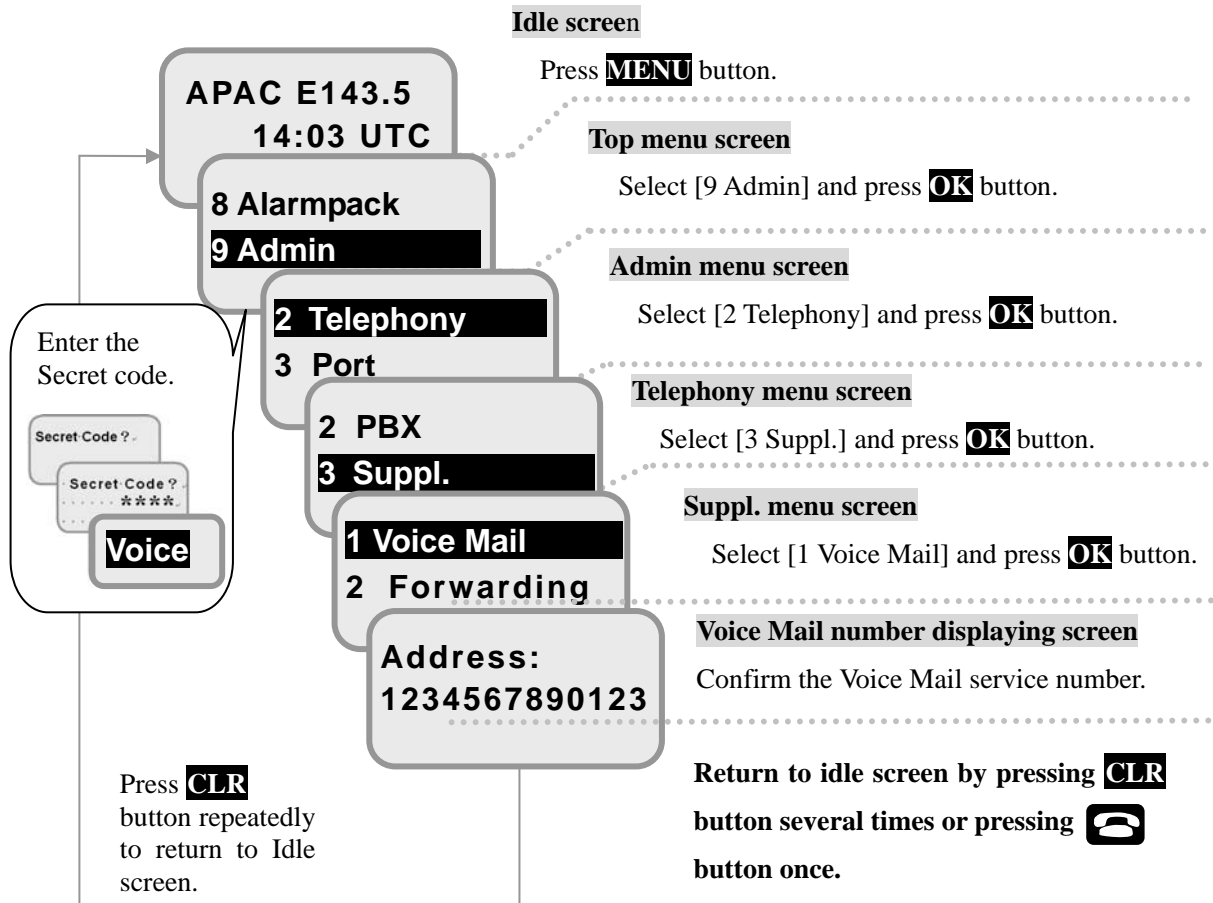 Idle screen
Press MENU button.
APAC E143.5
14:03 UTC
Top menu screen
Select [9 Admin] and press OK button.
8 Alarmpack
9 Admin
Admin menu screen
Select [2 Telephony] and press OK button.
2 Telephony
3 Port
Enter the
Secret code.
Secret Code ?
Secret Code ?
****
Voice
Telephony menu screen
Select [3 Suppl.] and press OK button.
2 PBX
3 Suppl.
Suppl. menu screen
Select [1 Voice Mail] and press OK button.
1 Voice Mail
2 Forwarding
Voice Mail number displaying screen
Confirm the Voice Mail service number.
Address:
1234567890123
Press CLR
button repeatedly
to return to Idle
screen.
Return to idle screen by pressing CLR
button several times or pressing
button once.